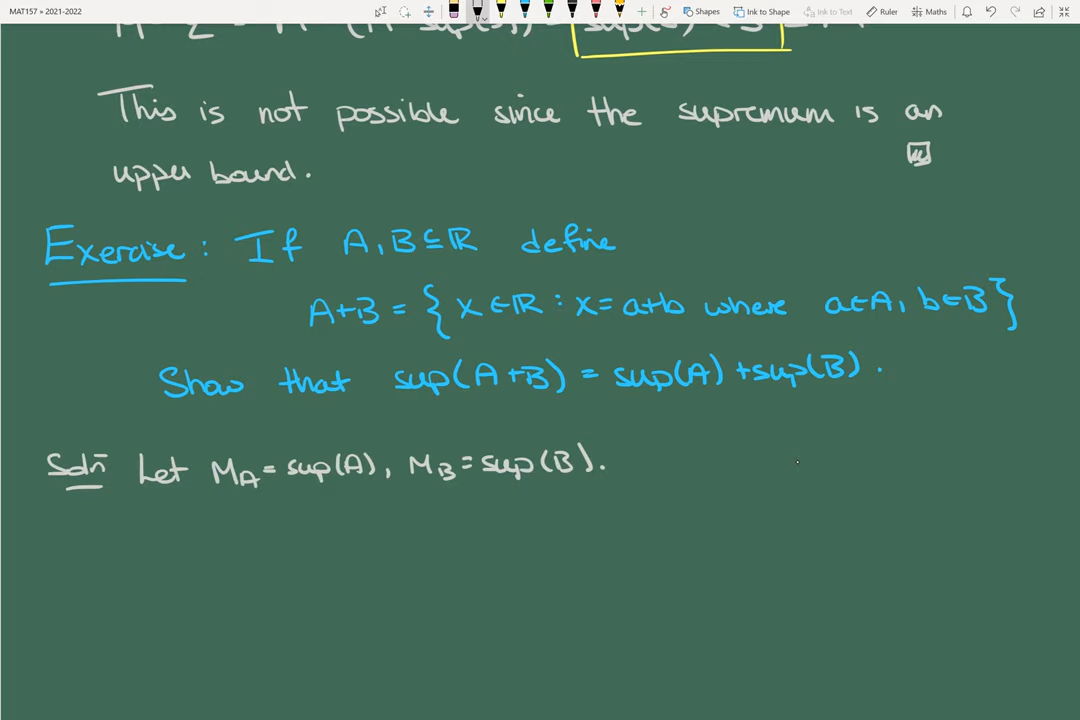 MAT157 » 2021-2022
Shapes Ink to Shape Ink to Text Ruler Maths
This is not possible since the supremum is an
upper bound.
Exercise: If A, B ⊆ ℝ define
A+B = { x ∈ ℝ : x = a+b where a ∈ A, b ∈ B }
Show that sup(A+B) = sup(A) + sup(B).
Soln Let M_A = sup(A), M_B = sup(B).